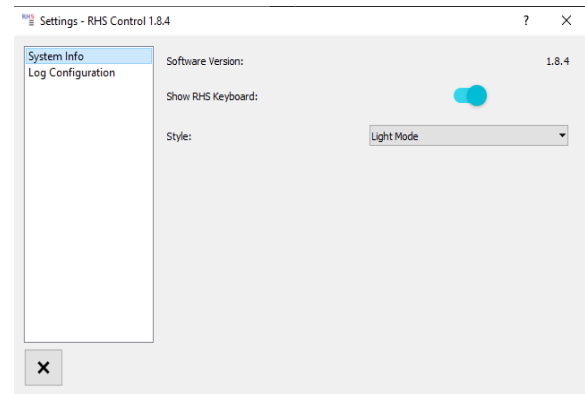 RHS
Settings - RHS Control 1.8.4
?
System Info
Log Configuration
Software Version:
1.8.4
Show RHS Keyboard:
Style:
Light Mode